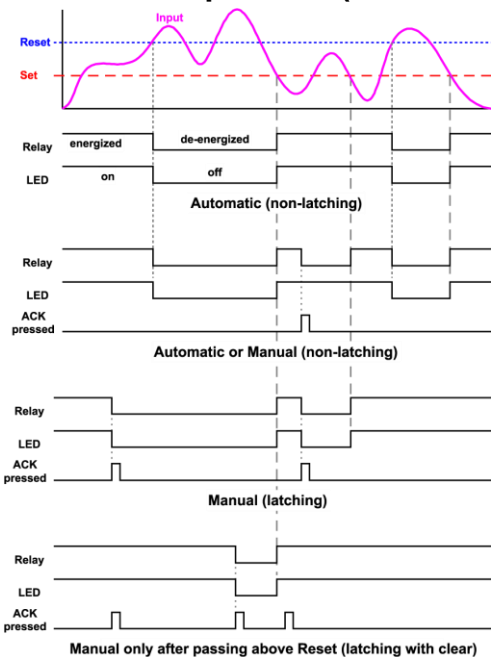 Input
Reset
Set
Relay energized de-energized
LED on off
Automatic (non-latching)
Relay
LED
ACK
pressed
Automatic or Manual (non-latching)
Relay
LED
ACK
pressed
Manual (latching)
Relay
LED
ACK
pressed
Manual only after passing above Reset (latching with clear)